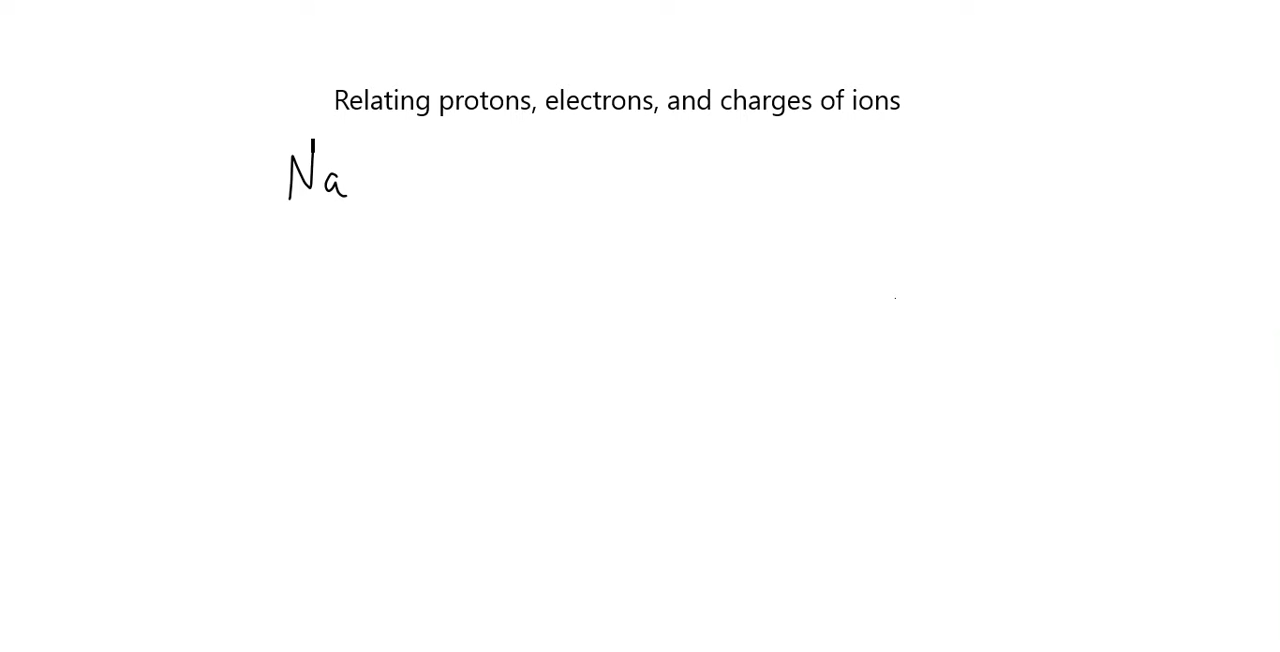 Relating protons, electrons, and charges of ions
Na